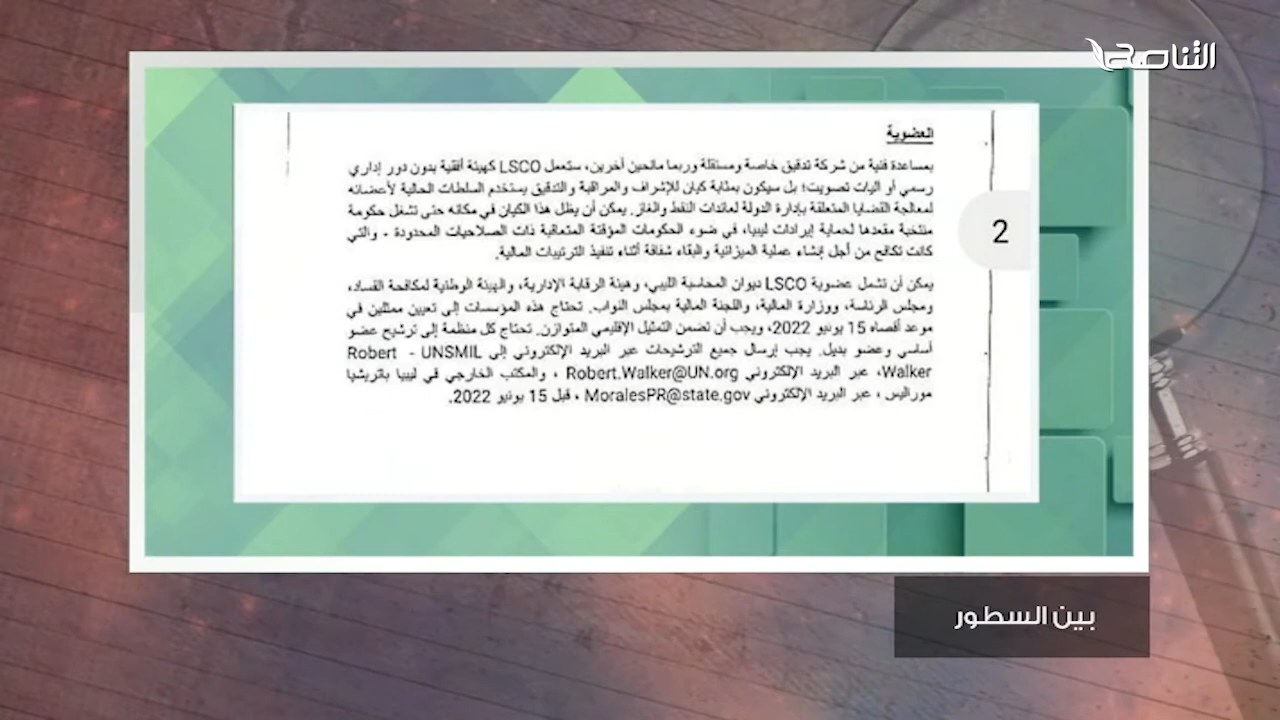 التناصح
العضوية
بمساعدة فنية من شركة تدقيق خاصة ومستقلة وربما مانحين آخرين، ستعمل LSCO كهيئة أفقية بدون دور إداري
رسمي أو آليات تصويت؛ بل سيكون بمثابة كيان للإشراف والمراقبة والتدقيق يستخدم السلطات الحالية لأعضائه
لمعالجة القضايا المتعلقة بإدارة الدولة لعائدات النفط والغاز. يمكن أن يظل هذا الكيان في مكانه حتى تشغل حكومة
منتخبة مقعدها لحماية إيرادات ليبيا، في ضوء الحكومات المؤقتة المتعاقبة ذات الصلاحيات المحدودة - والتي
كانت تكافح من أجل إنشاء عملية الميزانية والبقاء شفافة أثناء تنفيذ الترتيبات المالية.
2
يمكن أن تشمل عضوية LSCO ديوان المحاسبة الليبي، وهيئة الرقابة الإدارية، والهيئة الوطنية لمكافحة الفساد،
ومجلس الرئاسة، ووزارة المالية، واللجنة المالية بمجلس النواب. تحتاج هذه المؤسسات إلى تعيين ممثلين في
موعد أقصاه 15 يونيو 2022، ويجب أن تضمن التمثيل الإقليمي المتوازن. تحتاج كل منظمة إلى ترشيح عضو
أساسي وعضو بديل. يجب إرسال جميع الترشيحات عبر البريد الإلكتروني إلى Robert - UNSMIL
Walker، عبر البريد الإلكتروني Robert.Walker@UN.org ، والمكتب الخارجي في ليبيا باتريشيا
موراليس ، عبر البريد الإلكتروني MoralesPR@state.gov ، قبل 15 يونيو 2022.
بين السطور